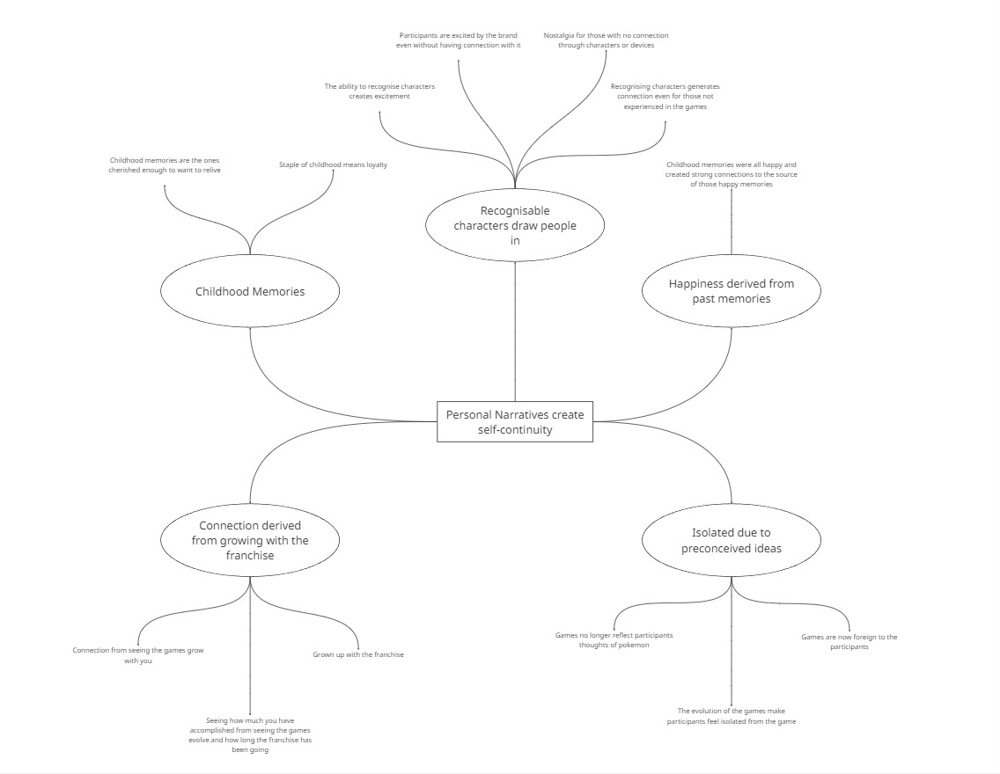 Participants are excited by the brand
even without having connection with it
Nostalgia for those with no connection
through characters or devices
The ability to recognise characters
creates excitement
Recognising characters generates
connection even for those not
experienced in the games
Childhood memories are the ones
cherished enough to want to relive
Staple of childhood means loyalty
Childhood memories were all happy and
created strong connections to the source
of those happy memories
Recognisable
characters draw people
in
Childhood Memories
Happiness derived from
past memories
Personal Narratives create
self-continuity
Connection derived
from growing with the
franchise
Isolated due to
preconceived ideas
Connection from seeing the games grow
with you
Grown up with the franchise
Seeing how much you have
accomplished from seeing the games
evolve and how long the franchise has
been going
Games no longer reflect participants
thoughts of pokemon
Games are now foreign to the
participants
The evolution of the games make
participants feel isolated from the game